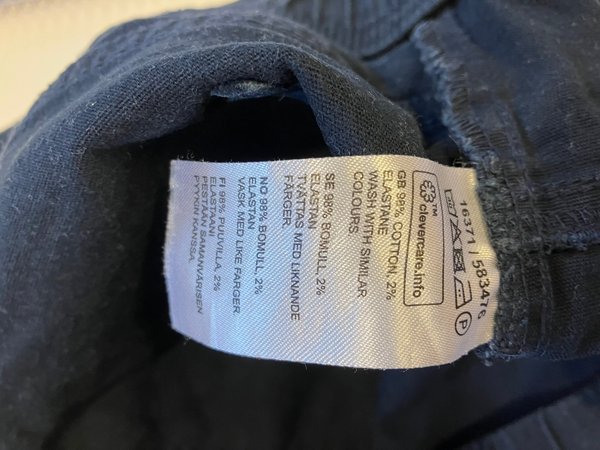 16371 / 583476
P
clevercare.info
GB 98% COTTON, 2%
ELASTANE
WASH WITH SIMILAR
COLOURS
SE 98% BOMULL, 2%
ELASTAN
TVÄTTAS MED LIKNANDE
FÄRGER.
NO 98% BOMULL, 2%
ELASTAN
VASK MED LIKE FARGER.
FI 98% PUUVILLA, 2%
ELASTAANI
PESTÄÄN SAMANVÄRISEN
PYYKIN KANSSA.